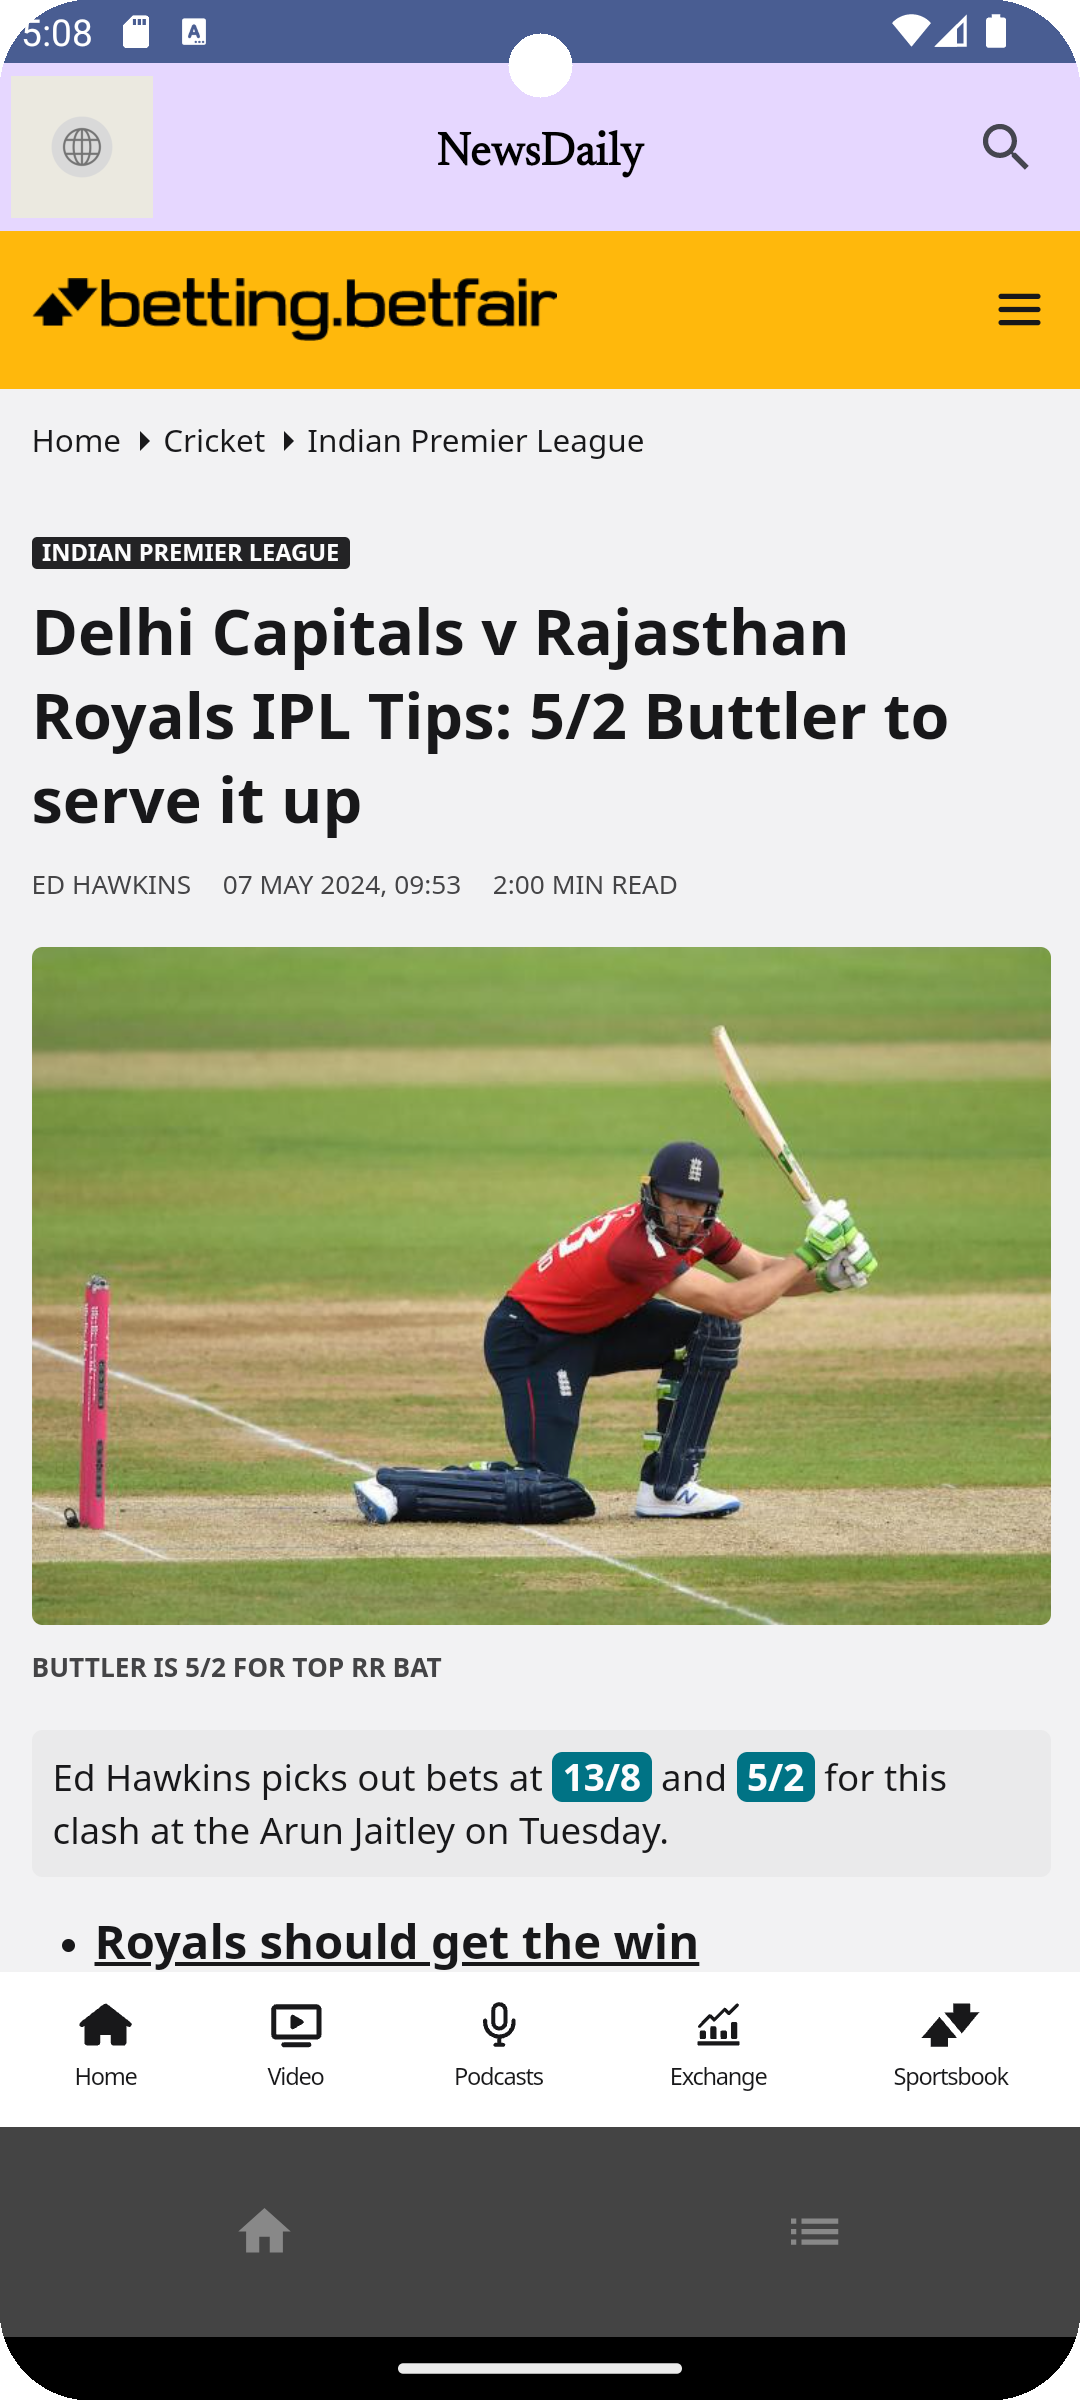 5:08
NewsDaily
betting.betfair
Home Cricket Indian Premier League
INDIAN PREMIER LEAGUE
Delhi Capitals v Rajasthan
Royals IPL Tips: 5/2 Buttler to
serve it up
ED HAWKINS 07 MAY 2024, 09:53 2:00 MIN READ
BUTTLER IS 5/2 FOR TOP RR BAT
Ed Hawkins picks out bets at 13/8 and 5/2 for this
clash at the Arun Jaitley on Tuesday.
• Royals should get the win
Home Video Podcasts Exchange Sportsbook